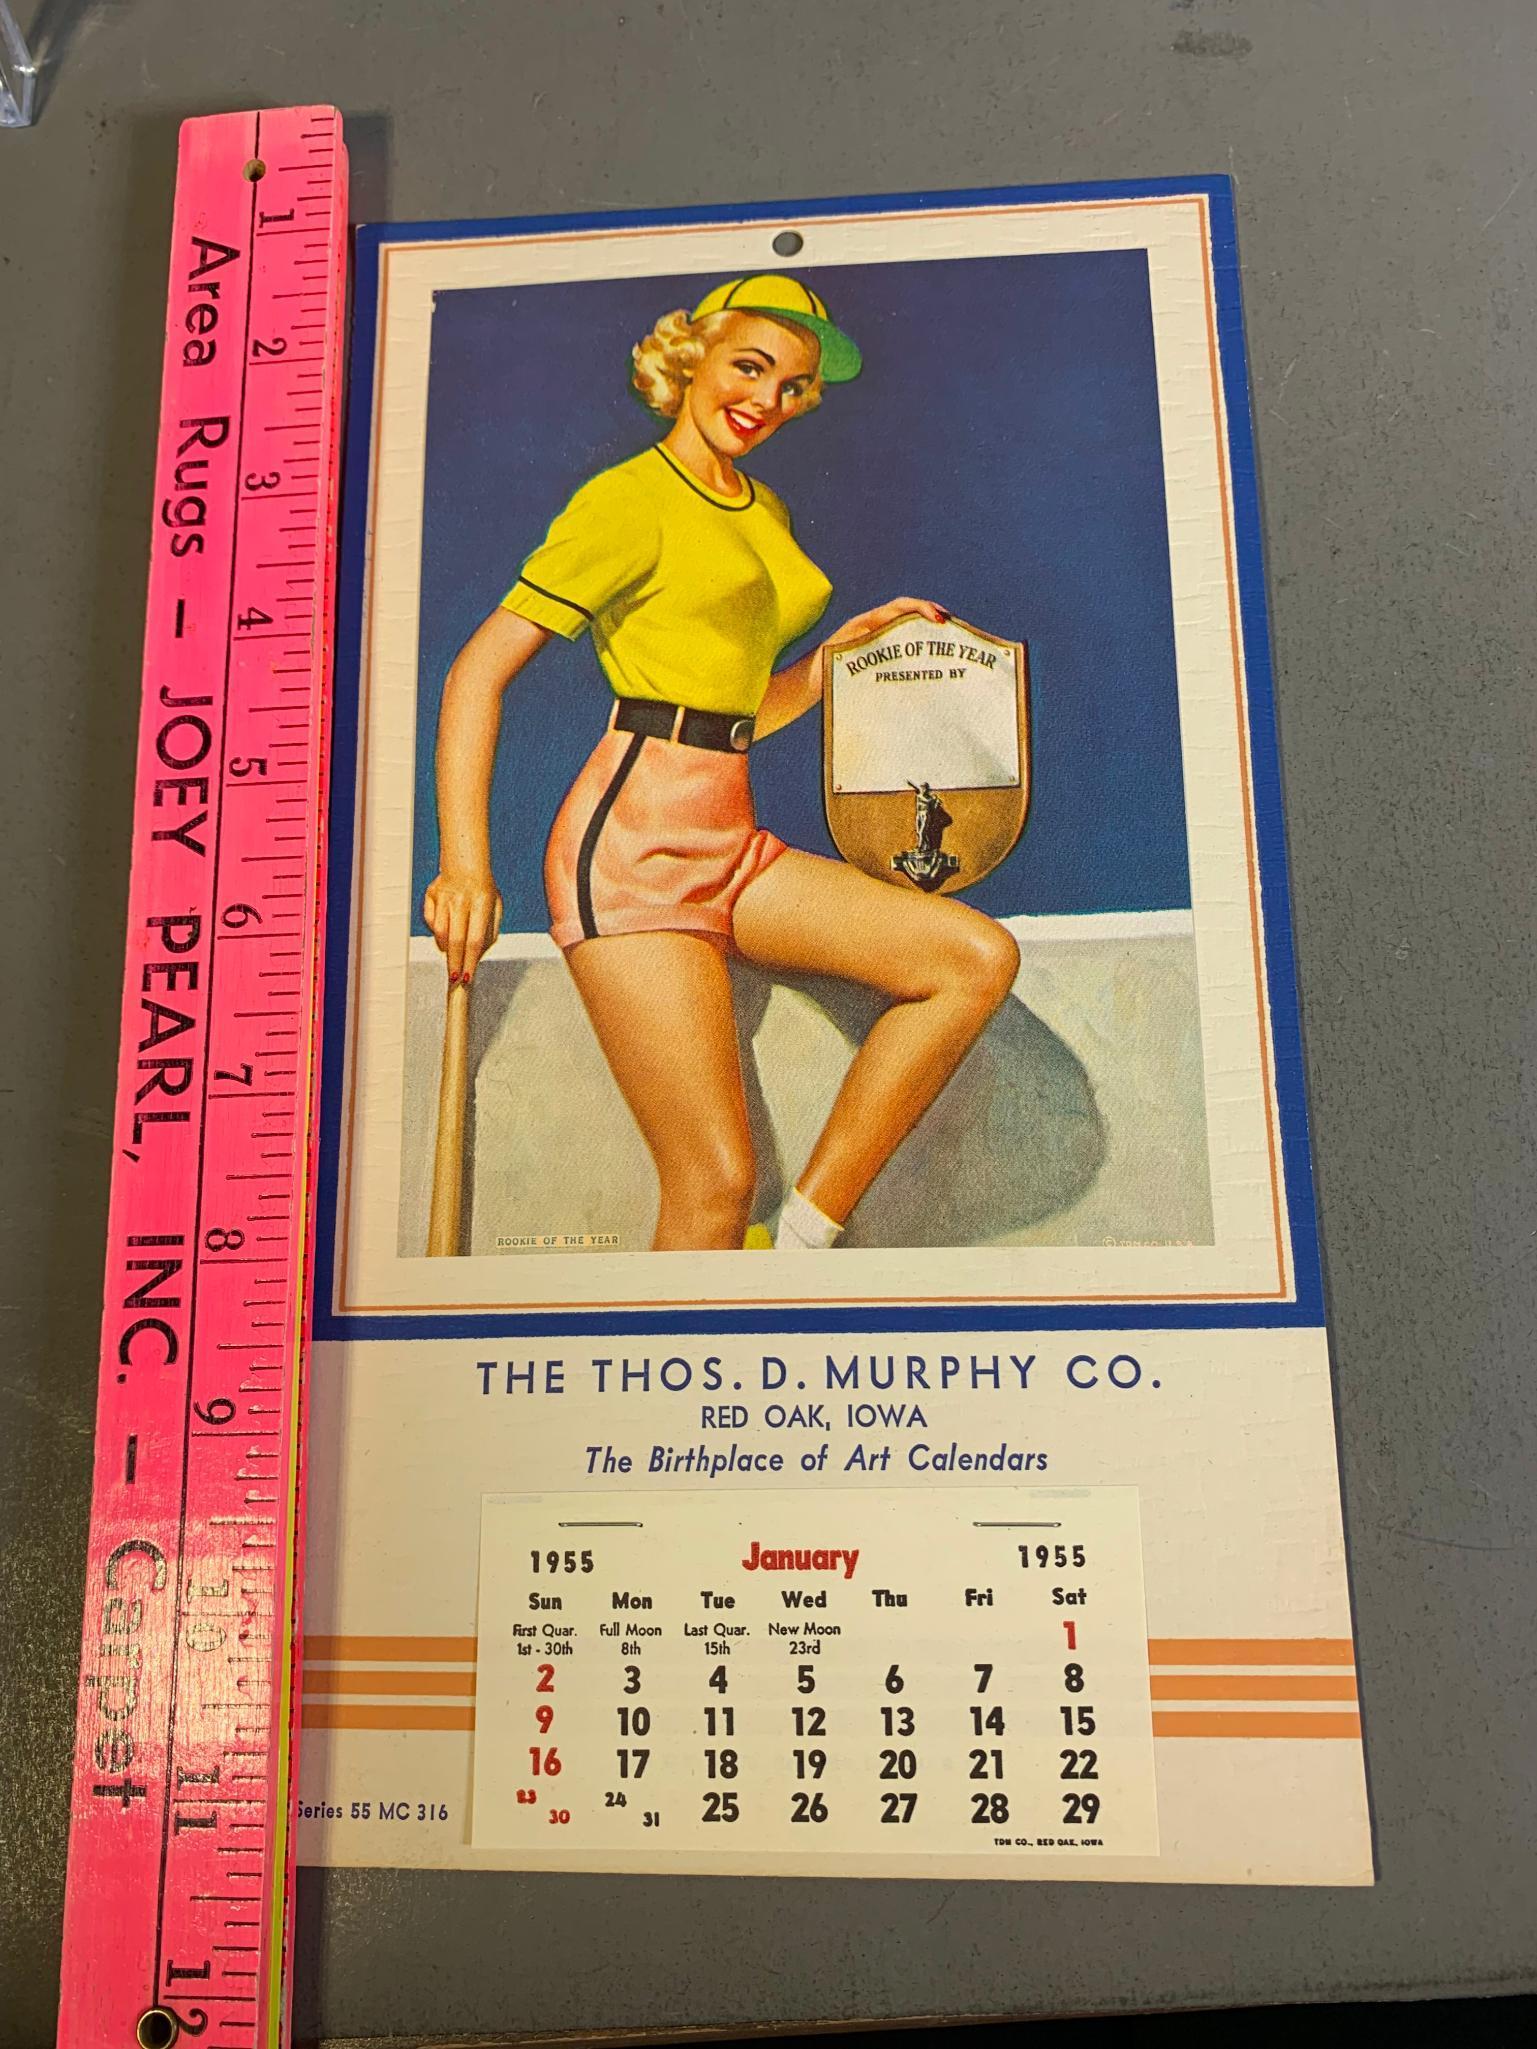 Area Rugs – JOEY PEARL, INC. – Carpet
1
2
3
4
5
6
7
8
9
10
11
12
ROOKIE OF THE YEAR
PRESENTED BY
ROOKIE OF THE YEAR
© TDM CO. U.S.A.
THE THOS. D. MURPHY CO.
RED OAK, IOWA
The Birthplace of Art Calendars
1955 January 1955
Sun Mon Tue Wed Thu Fri Sat
First Quar. Full Moon Last Quar. New Moon
1st - 30th 8th 15th 23rd
1
2 3 4 5 6 7 8
9 10 11 12 13 14 15
16 17 18 19 20 21 22
23 30 24 31 25 26 27 28 29
TDM CO., RED OAK, IOWA
Series 55 MC 316